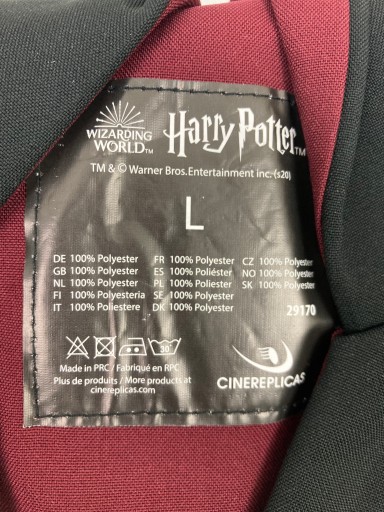 WIZARDING
WORLD™
Harry Potter™
TM & © Warner Bros.Entertainment inc.(s20)
L
DE 100% Polyester FR 100% Polyester CZ 100% Polyester
GB 100% Polyester ES 100% Poliéster NO 100% Polyester
NL 100% Polyester PL 100% Poliester SK 100% Polyester
FI 100% Polyesteria SE 100% Polyester
IT 100% Poliestere DK 100% Polyester
29170
30°
Made in PRC / Fabriqué en RPC
Plus de produits / More products at
cinereplicas.com
CINEREPLICAS